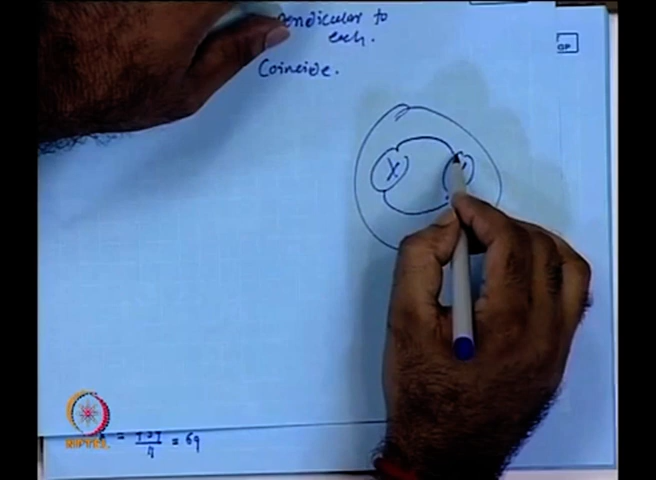 pendicular to
each.
Coincide.
GP
X
NPTEL